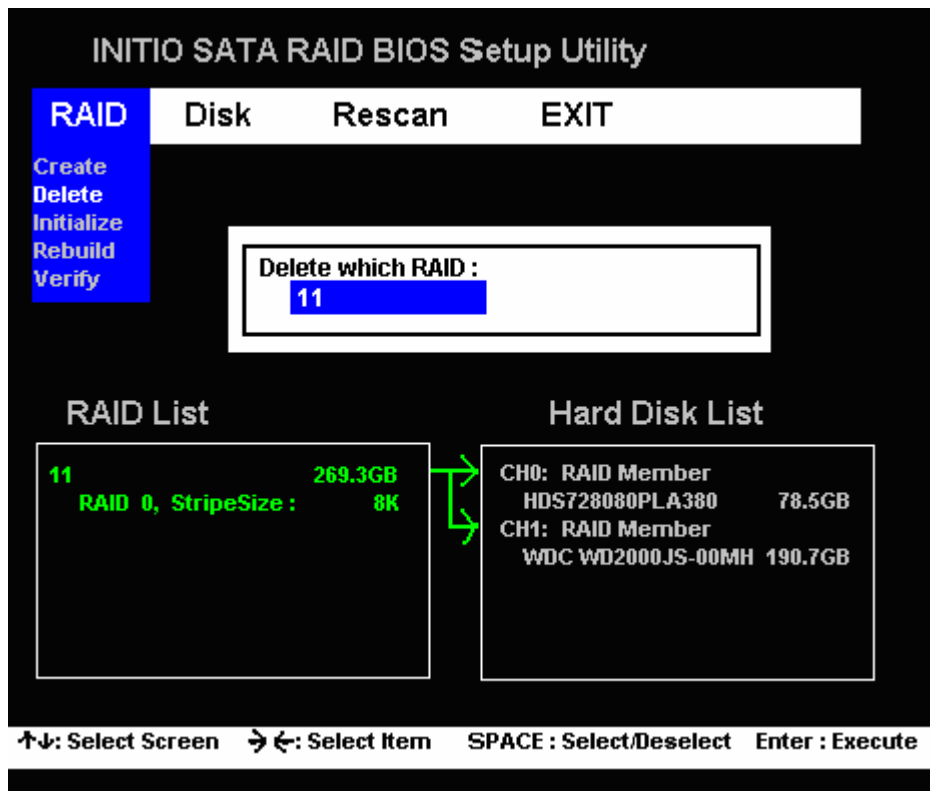 INITIO SATA RAID BIOS Setup Utility
RAID Disk Rescan EXIT
Create
Delete
Initialize
Rebuild
Verify
Delete which RAID :
11
RAID List
11 269.3GB
RAID 0, StripeSize : 8K
Hard Disk List
CH0: RAID Member
HDS728080PLA380 78.5GB
CH1: RAID Member
WDC WD2000JS-00MH 190.7GB
↑↓: Select Screen →←: Select Item SPACE : Select/Deselect Enter : Execute